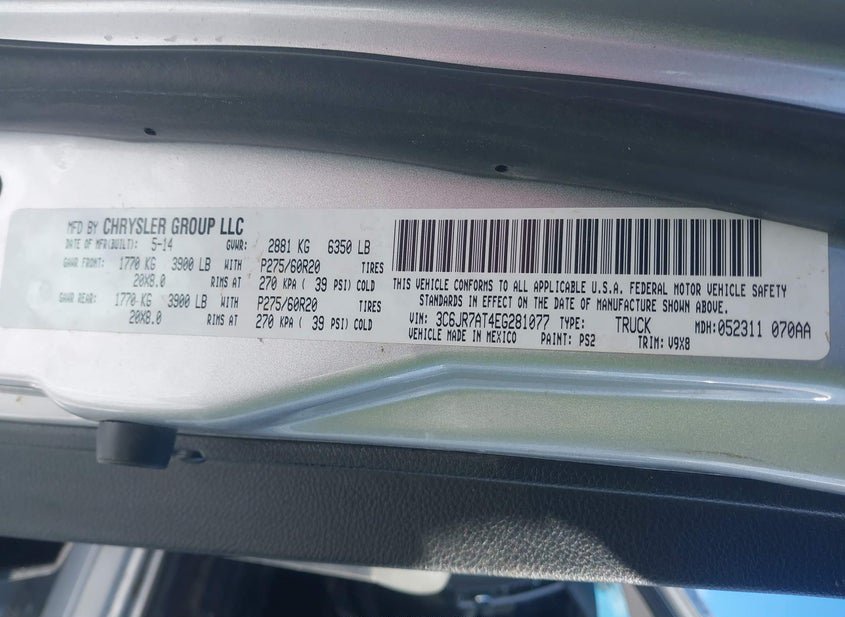 MFD BY CHRYSLER GROUP LLC
DATE OF MFR(BUILT): 5-14 GVWR: 2881 KG 6350 LB
GAWR FRONT: 1770 KG 3900 LB WITH P275/60R20 TIRES
20X8.0 RIMS AT 270 KPA ( 39 PSI) COLD
GAWR REAR: 1770 KG 3900 LB WITH P275/60R20 TIRES
20X8.0 RIMS AT 270 KPA ( 39 PSI) COLD
THIS VEHICLE CONFORMS TO ALL APPLICABLE U.S.A. FEDERAL MOTOR VEHICLE SAFETY
STANDARDS IN EFFECT ON THE DATE OF MANUFACTURE SHOWN ABOVE.
VIN: 3C6JR7AT4EG281077 TYPE: TRUCK MDH:052311 070AA
VEHICLE MADE IN MEXICO PAINT: PS2 TRIM: V9X8